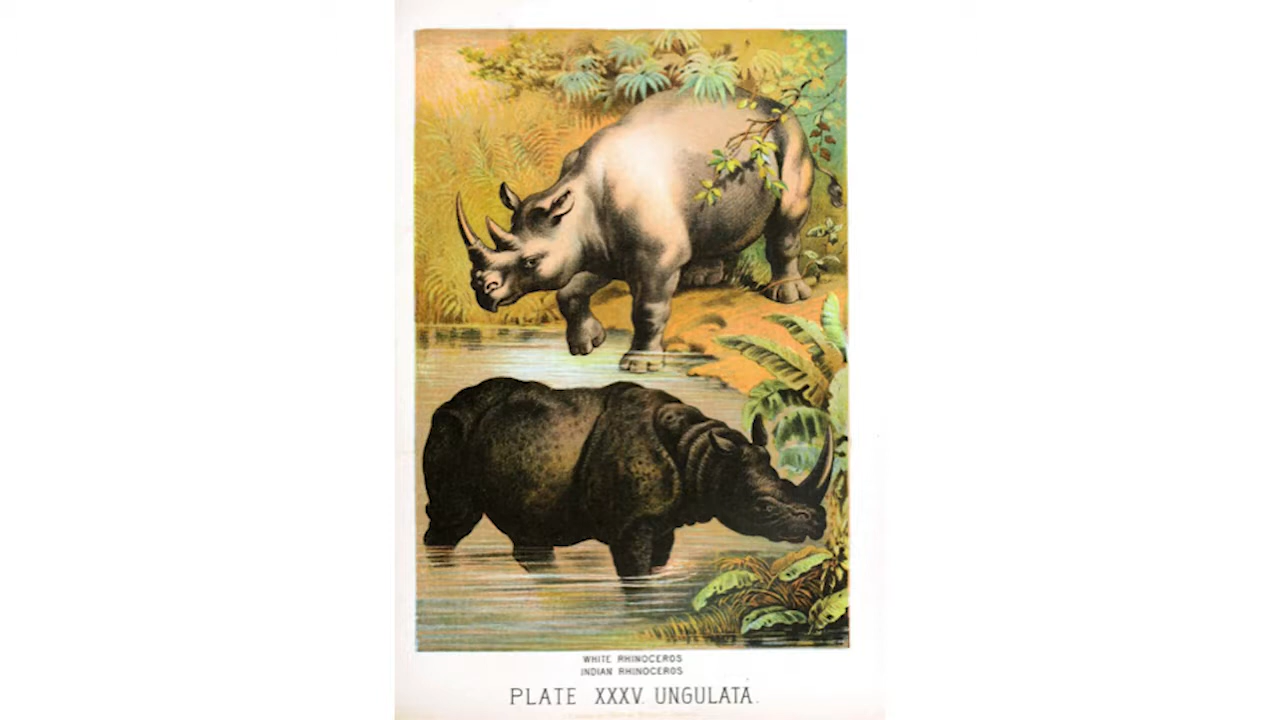 WHITE RHINOCEROS
INDIAN RHINOCEROS
PLATE XXXV. UNGULATA.